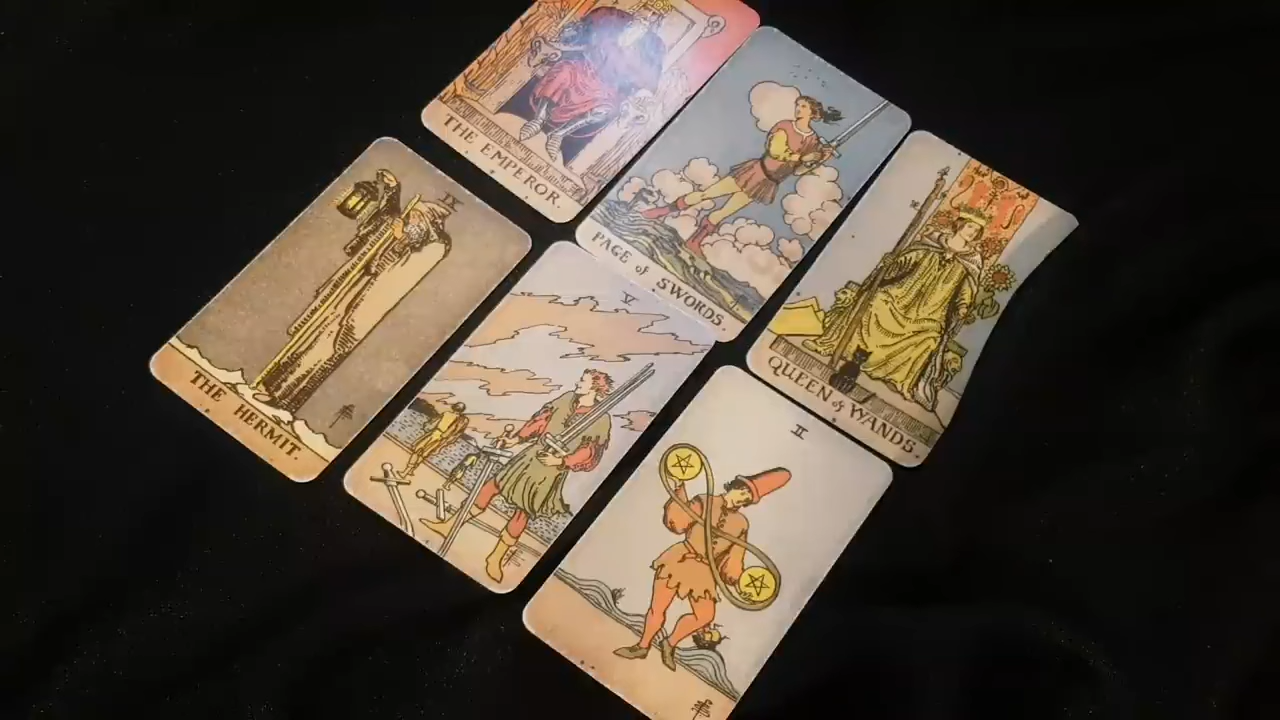 THE EMPEROR.
PAGE of SWORDS.
QUEEN of WANDS.
IX
THE HERMIT.
V
II